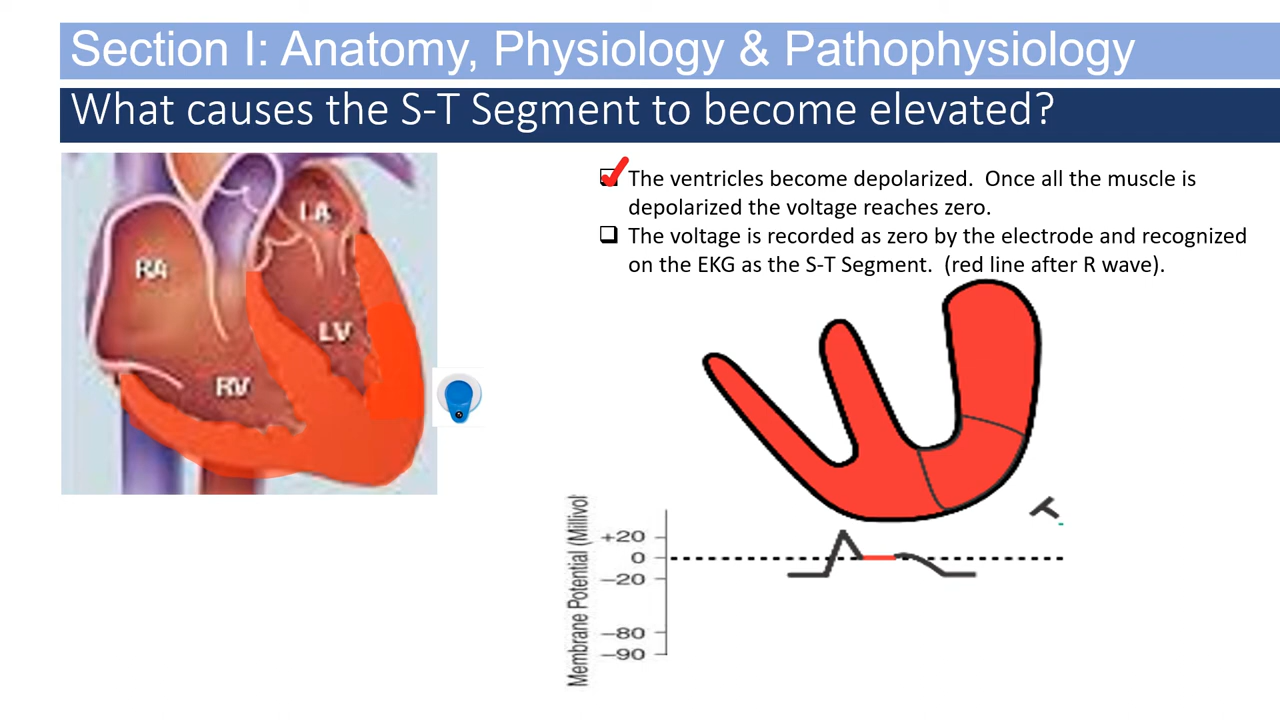 Section I: Anatomy, Physiology & Pathophysiology
What causes the S-T Segment to become elevated?
The ventricles become depolarized.  Once all the muscle is
depolarized the voltage reaches zero.
The voltage is recorded as zero by the electrode and recognized
on the EKG as the S-T Segment.  (red line after R wave).
LA
RA
LV
RV
Membrane Potential (Millivol
+20
0
−20
−80
−90